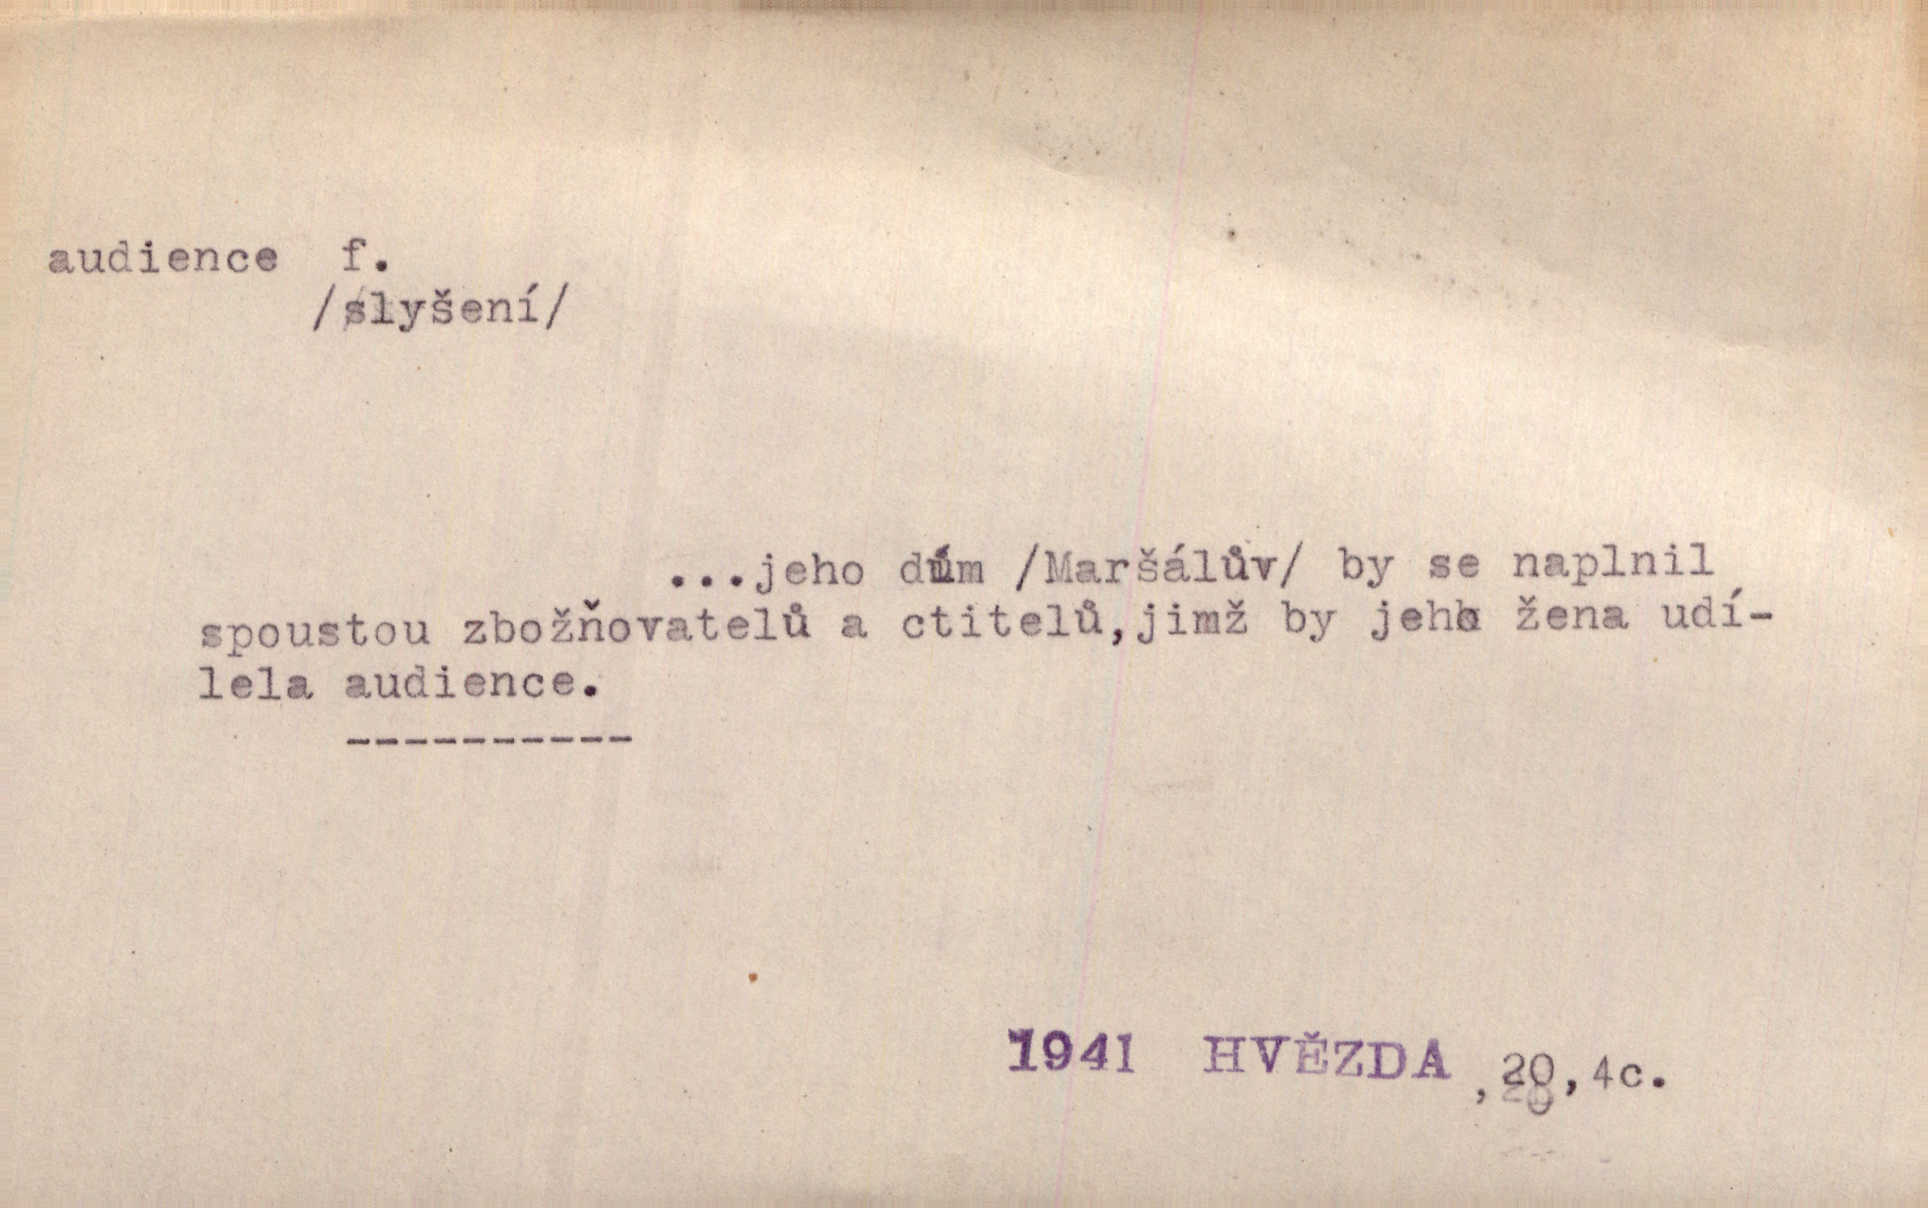 audience f.
/slyšení/
...jeho dům /Maršálův/ by se naplnil
spoustou zbožňovatelů a ctitelů,jimž by jeho žena udí-
lela audience.
----------
1941 HVĚZDA ,20,4c.